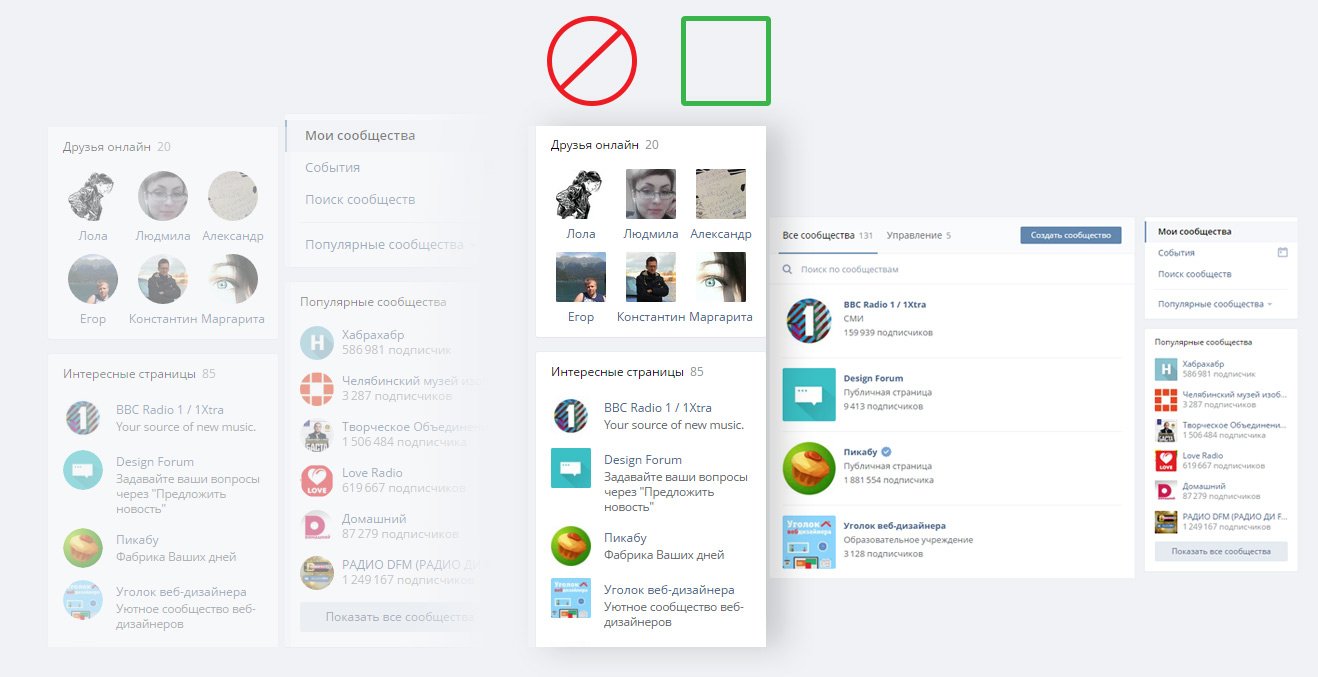 Друзья онлайн 20
Лола Людмила Александр
Егор Константин Маргарита
Интересные страницы 85
BBC Radio 1 / 1Xtra
Your source of new music.
Design Forum
Задавайте ваши вопросы
через "Предложить
новость"
Пикабу
Фабрика Ваших дней
Уголок веб-дизайнера
Уютное сообщество веб-
дизайнеров
Мои сообщества
События
Поиск сообществ
Популярные сообщества
Популярные сообщества
Хабрахабр
586 981 подписчик
Челябинский музей изо
3 287 подписчиков
Творческое Объединени
1 506 484 подписчика
Love Radio
619 667 подписчиков
LOVE
Домашний
87 279 подписчиков
РАДИО DFM (РАДИО ДИ
1 249 167 подписчиков
Показать все сообщества
Друзья онлайн 20
Лола Людмила Александр
Егор Константин Маргарита
Интересные страницы 85
BBC Radio 1 / 1Xtra
Your source of new music.
Design Forum
Задавайте ваши вопросы
через "Предложить
новость"
Пикабу
Фабрика Ваших дней
Уголок веб-дизайнера
Уютное сообщество веб-
дизайнеров
Все сообщества 131 Управление 5 Создать сообщество
Поиск по сообществам
BBC Radio 1 / 1Xtra
СМИ
159 939 подписчиков
Design Forum
Публичная страница
9 413 подписчиков
Пикабу
Публичная страница
1 881 554 подписчика
Уголок
веб-дизайнера
Уголок веб-дизайнера
Образовательное учреждение
3 128 подписчиков
Мои сообщества
События
Поиск сообществ
Популярные сообщества
Популярные сообщества
Хабрахабр
586 981 подписчик
Челябинский музей изоб...
3 287 подписчиков
Творческое Объединени...
1 506 484 подписчика
Love Radio
619 667 подписчиков
LOVE
Домашний
87 279 подписчиков
РАДИО DFM (РАДИО ДИ F...
1 249 167 подписчиков
Показать все сообщества